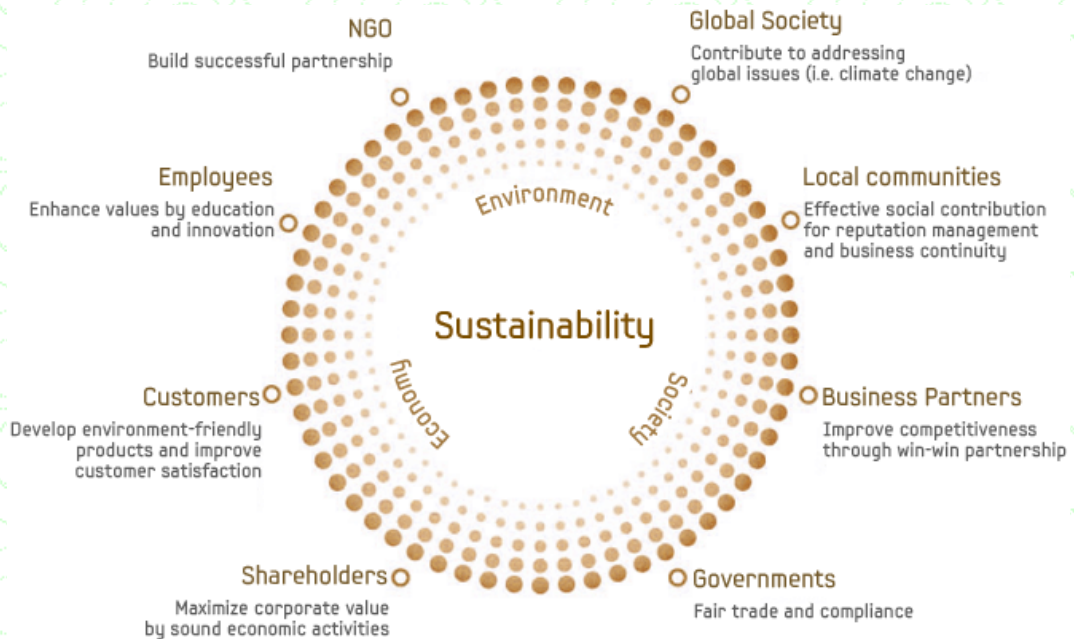 NGO
Build successful partnership
Global Society
Contribute to addressing
global issues (i.e. climate change)
Employees
Enhance values by education
and innovation
Local communities
Effective social contribution
for reputation management
and business continuity
Environment
Sustainability
Economy
Society
Customers
Develop environment-friendly
products and improve
customer satisfaction
Business Partners
Improve competitiveness
through win-win partnership
Shareholders
Maximize corporate value
by sound economic activities
Governments
Fair trade and compliance